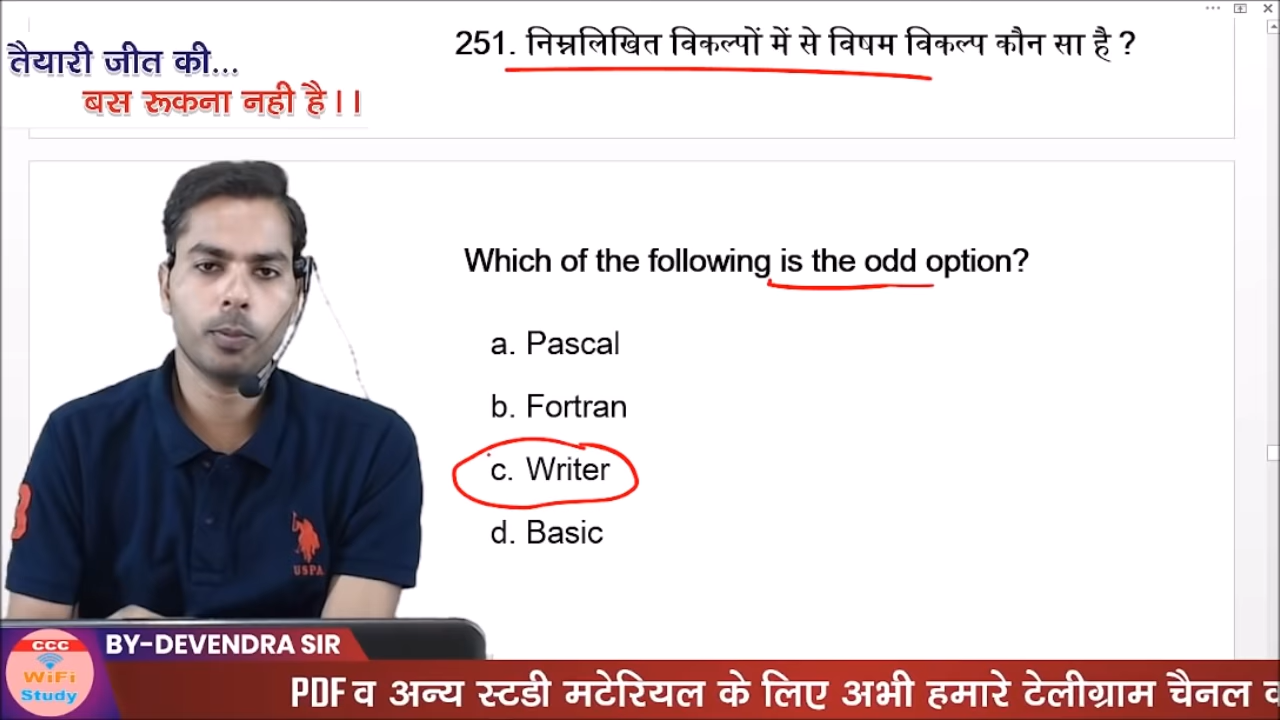 तैयारी जीत की...
बस रूकना नही है।।
251. निम्नलिखित विकल्पों में से विषम विकल्प कौन सा है ?
Which of the following is the odd option?
a. Pascal
b. Fortran
c. Writer
d. Basic
3
USPA
CCC
WiFi
Study
BY-DEVENDRA SIR
PDF व अन्य स्टडी मटेरियल के लिए अभी हमारे टेलीग्राम चैनल